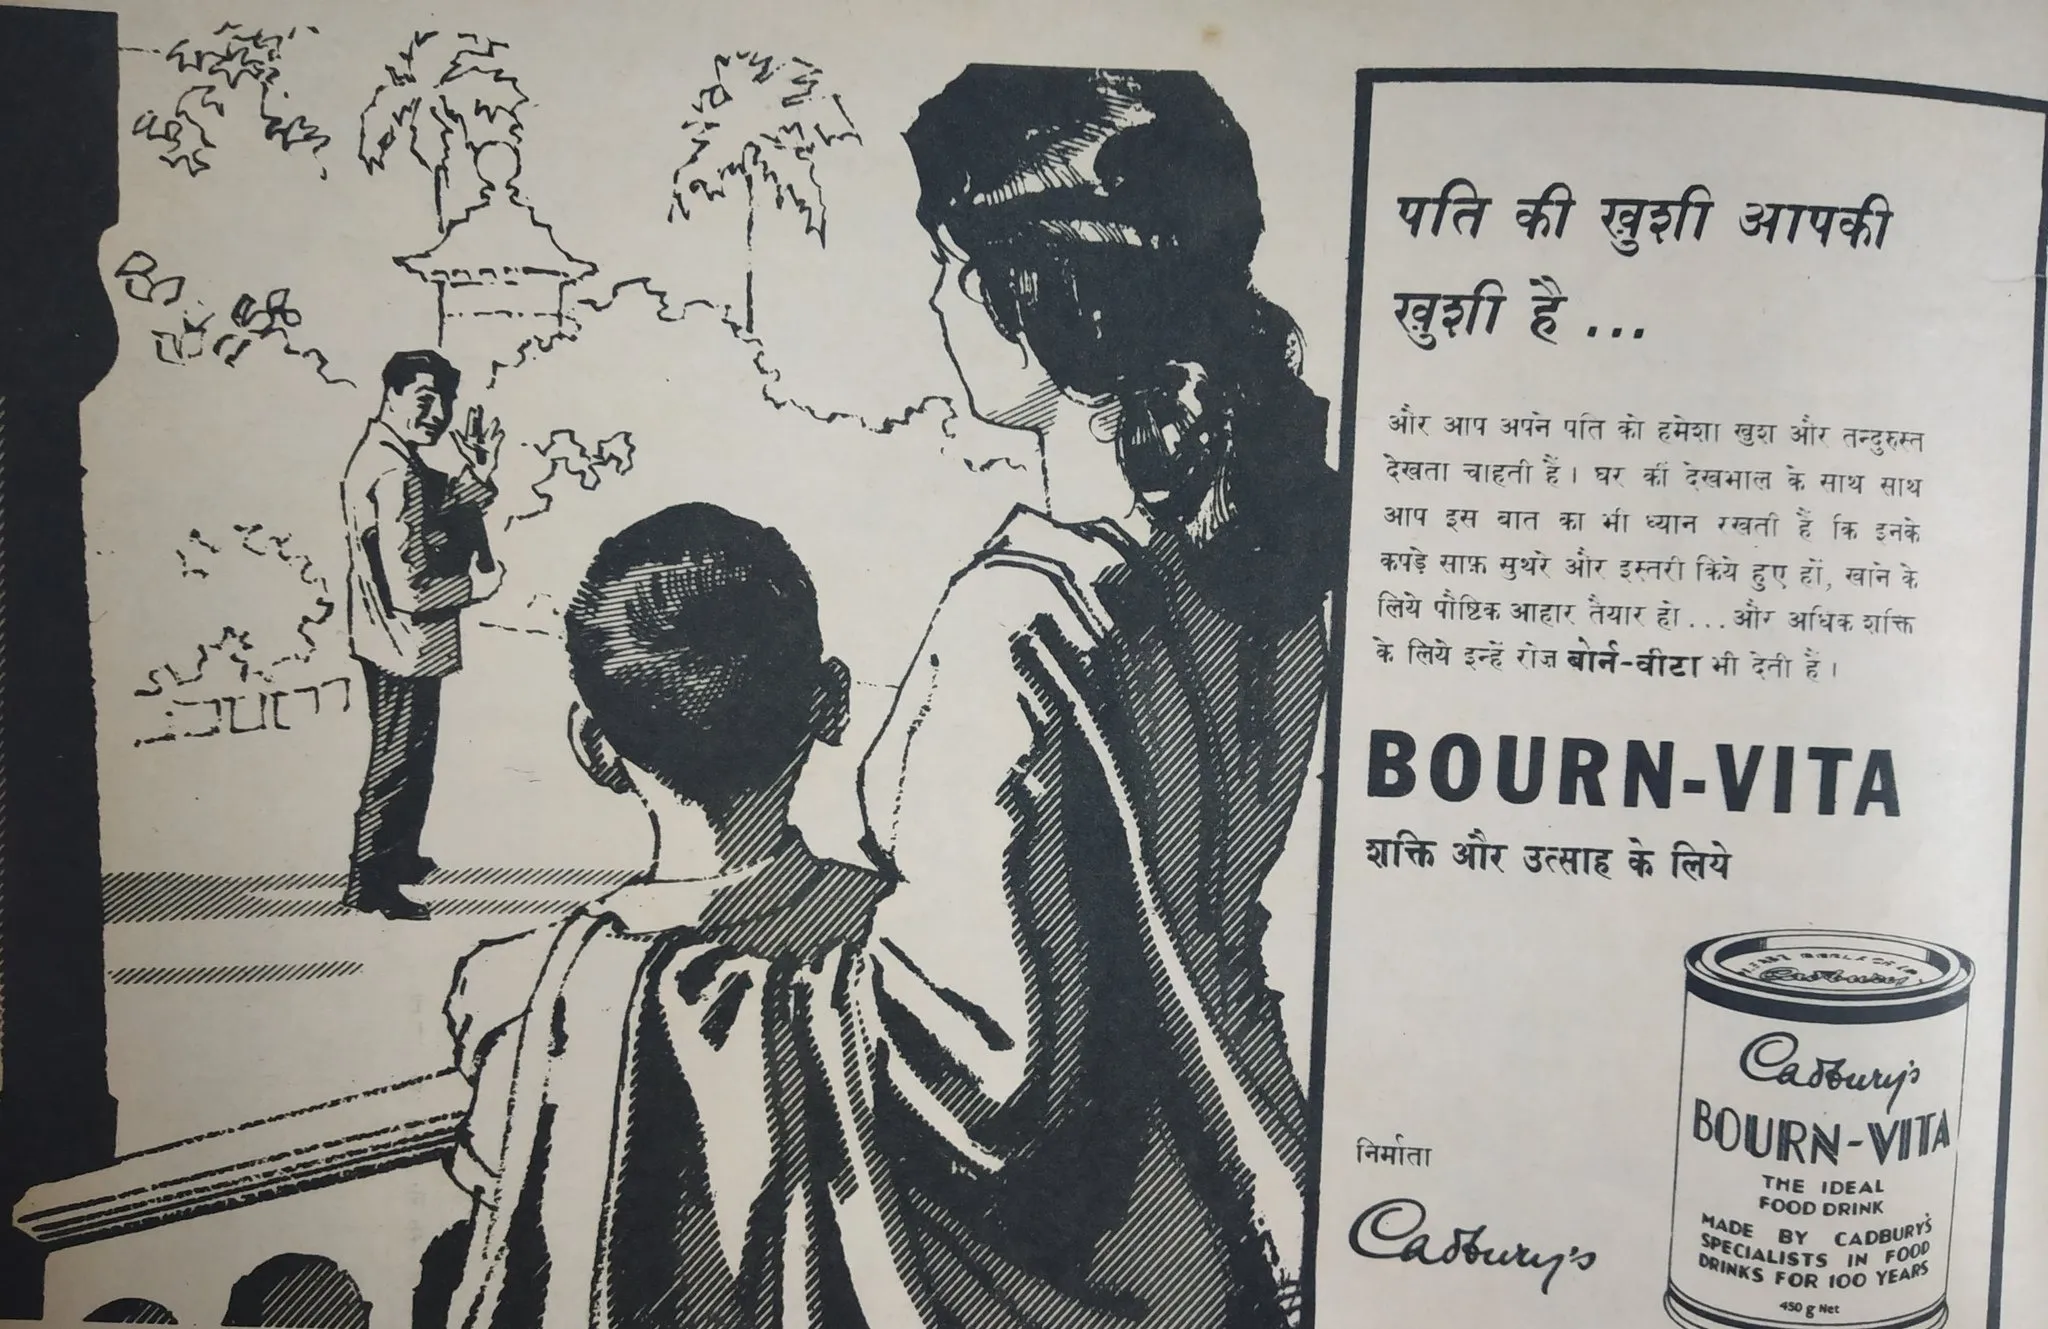 पति की ख़ुशी आपकी
ख़ुशी है ...
और आप अपने पति को हमेशा खुश और तन्दुरुस्त
देखता चाहती हैं। घर की देखभाल के साथ साथ
आप इस बात का भी ध्यान रखती हैं कि इनके
कपड़े साफ़ सुथरे और इस्तरी किये हुए हों, खाने के
लिये पौष्टिक आहार तैयार हो...और अधिक शक्ति
के लिये इन्हें रोज़ बोर्न-वीटा भी देती हैं।
BOURN-VITA
शक्ति और उत्साह के लिये
Cadbury's
Cadbury's
BOURN-VITA
THE IDEAL
FOOD DRINK
MADE BY CADBURY'S
SPECIALISTS IN FOOD
DRINKS FOR 100 YEARS
450 g Net
निर्माता
Cadbury's